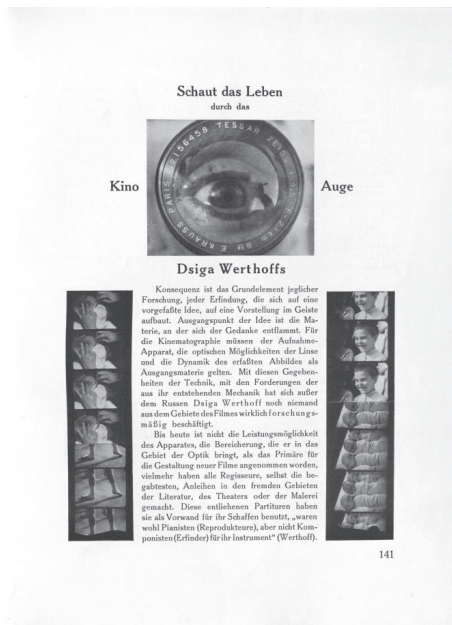 Schaut das Leben
durch das
Kino Auge
PARIS 2156458 TESSAR ZEISS
E. KRAUSS
Dsiga Werthoffs
Konsequenz ist das Grundelement jeglicher
Forschung, jeder Erfindung, die sich auf eine
vorgefaßte Idee, auf eine Vorstellung im Geiste
aufbaut. Ausgangspunkt der Idee ist die Ma-
terie, an der sich der Gedanke entflammt. Für
die Kinematographie müssen der Aufnahme-
Apparat, die optischen Möglichkeiten der Linse
und die Dynamik des erfaßten Abbildes als
Ausgangsmaterie gelten. Mit diesen Gegeben-
heiten der Technik, mit den Forderungen der
aus ihr entstehenden Mechanik hat sich außer
dem Russen Dsiga Werthoff noch niemand
aus dem Gebiete des Filmes wirklich forschungs-
mäßig beschäftigt.
Bis heute ist nicht die Leistungsmöglichkeit
des Apparates, die Bereicherung, die er in das
Gebiet der Optik bringt, als das Primäre für
die Gestaltung neuer Filme angenommen worden,
vielmehr haben alle Regisseure, selbst die be-
gabtesten, Anleihen in den fremden Gebieten
der Literatur, des Theaters oder der Malerei
gemacht. Diese entliehenen Partituren haben
sie als Vorwand für ihr Schaffen benutzt, „waren
wohl Pianisten (Reprodukteure), aber nicht Kom-
ponisten (Erfinder) für ihr Instrument“ (Werthoff).
141